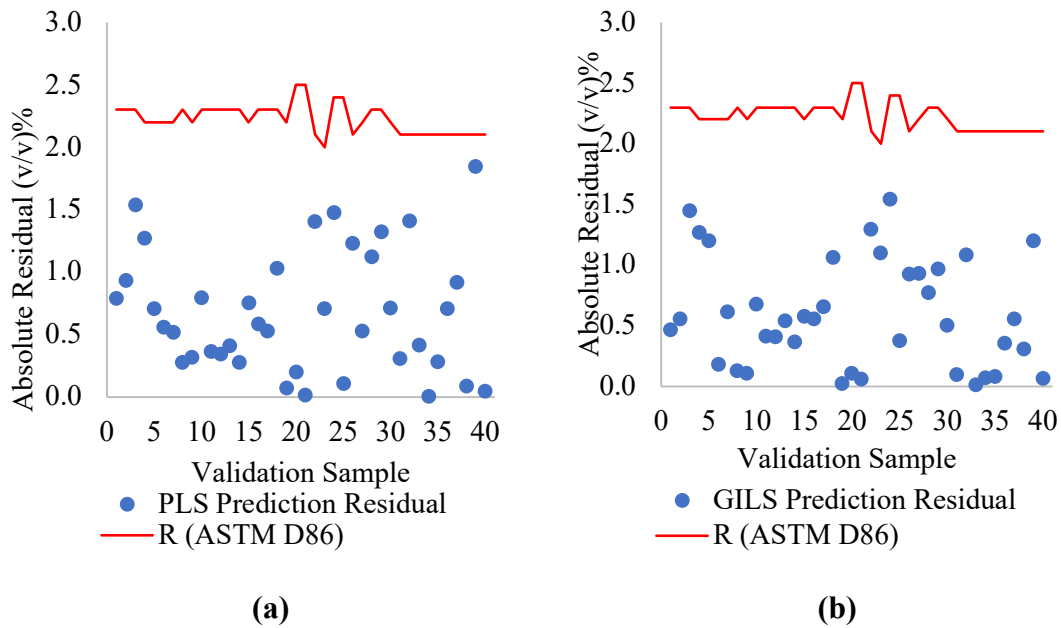 3.0
2.5
2.0
1.5
1.0
0.5
0.0
Absolute Residual (v/v)%
0 5 10 15 20 25 30 35 40
Validation Sample
PLS Prediction Residual
R (ASTM D86)
(a)
3.0
2.5
2.0
1.5
1.0
0.5
0.0
Absolute Residual (v/v)%
0 5 10 15 20 25 30 35 40
Validation Sample
GILS Prediction Residual
R (ASTM D86)
(b)